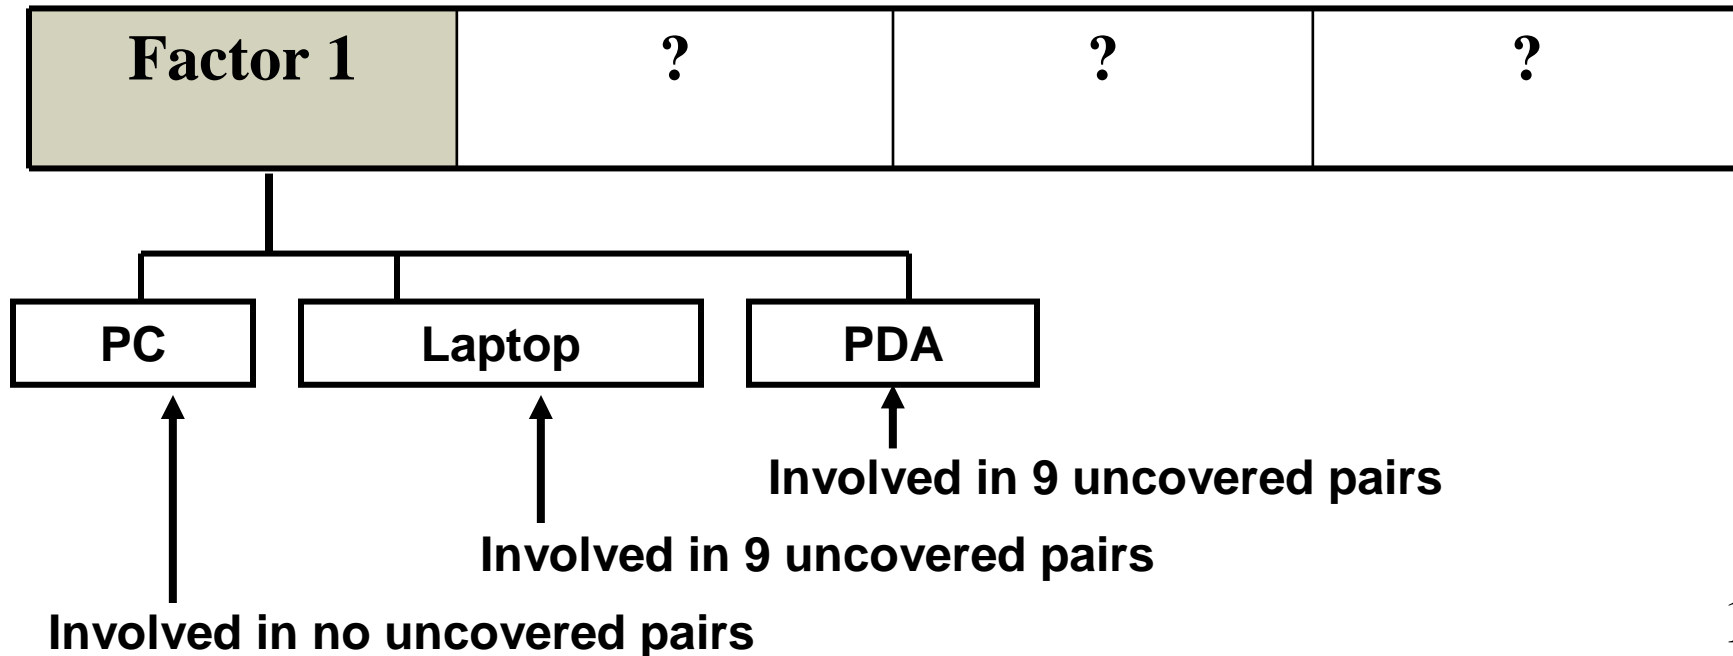 Factor 1 ? ? ?
PC Laptop PDA
Involved in 9 uncovered pairs
Involved in 9 uncovered pairs
Involved in no uncovered pairs